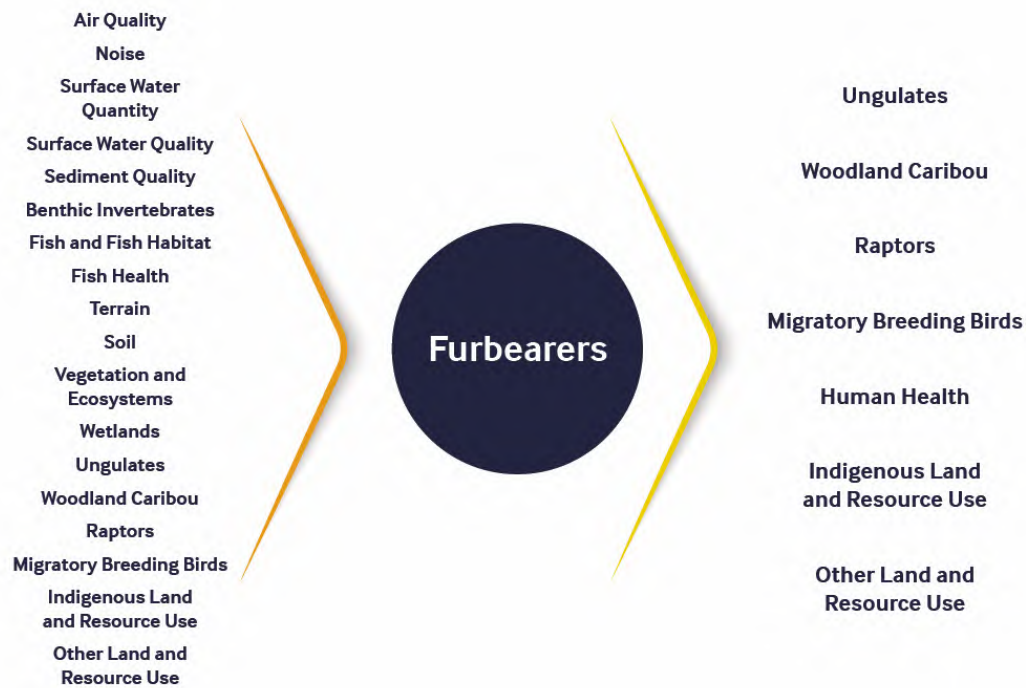 Air Quality
Noise
Surface Water
Quantity
Surface Water Quality
Sediment Quality
Benthic Invertebrates
Fish and Fish Habitat
Fish Health
Terrain
Soil
Vegetation and
Ecosystems
Wetlands
Ungulates
Woodland Caribou
Raptors
Migratory Breeding Birds
Indigenous Land
and Resource Use
Other Land and
Resource Use
Furbearers
Ungulates
Woodland Caribou
Raptors
Migratory Breeding Birds
Human Health
Indigenous Land
and Resource Use
Other Land and
Resource Use